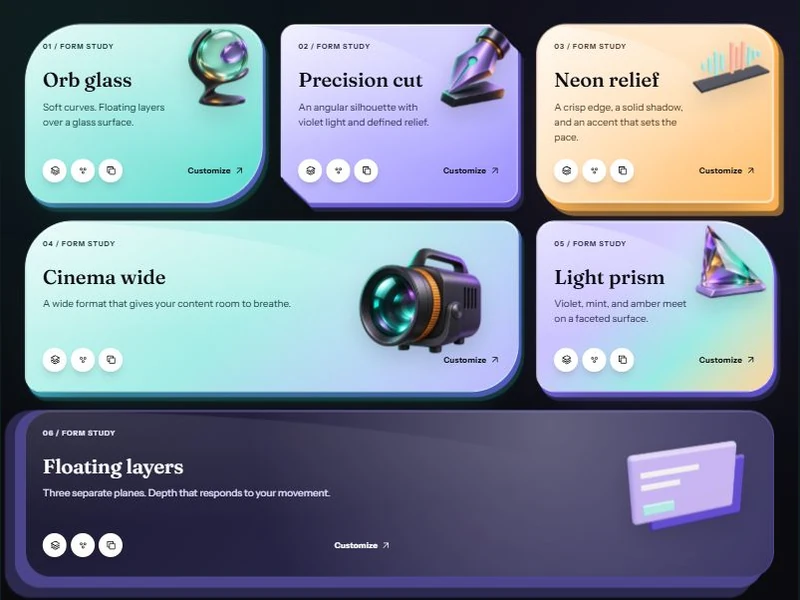 01 / FORM STUDY
Orb glass
Soft curves. Floating layers
over a glass surface.
Customize
02 / FORM STUDY
Precision cut
An angular silhouette with
violet light and defined relief.
Customize
03 / FORM STUDY
Neon relief
A crisp edge, a solid shadow,
and an accent that sets the
pace.
Customize
04 / FORM STUDY
Cinema wide
A wide format that gives your content room to breathe.
Customize
05 / FORM STUDY
Light prism
Violet, mint, and amber meet
on a faceted surface.
Customize
06 / FORM STUDY
Floating layers
Three separate planes. Depth that responds to your movement.
Customize